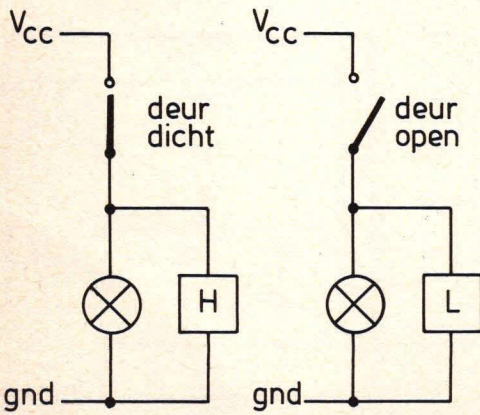 Vcc
deur
dicht
H
gnd
Vcc
deur
open
L
gnd